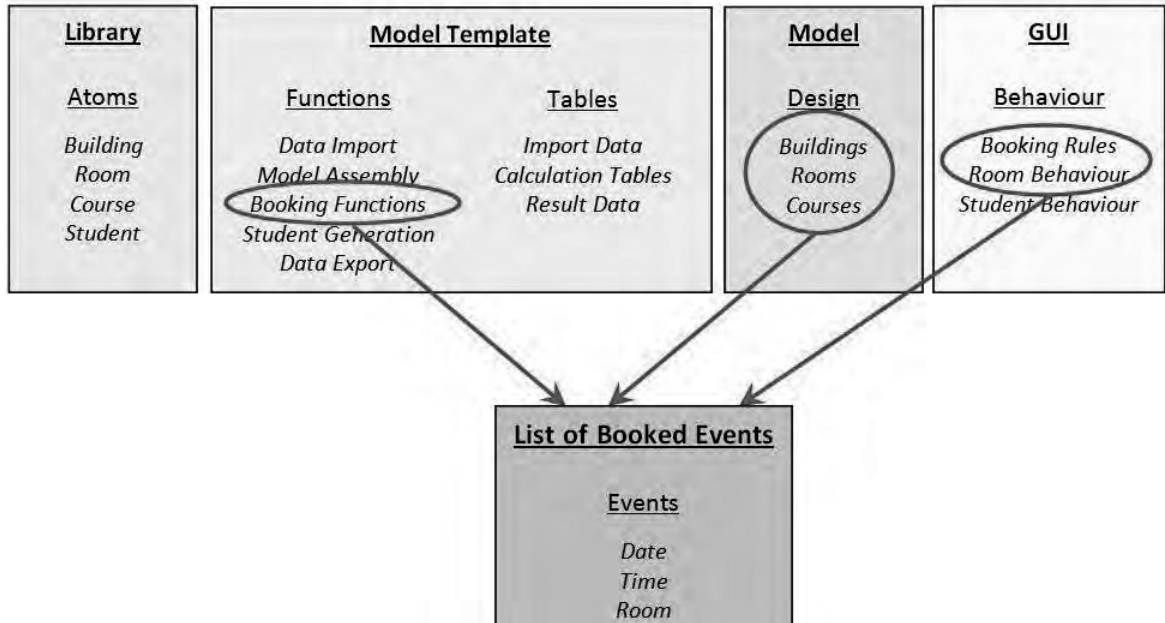 Library
Atoms
Building
Room
Course
Student
Model Template
Functions
Data Import
Model Assembly
Booking Functions
Student Generation
Data Export
Tables
Import Data
Calculation Tables
Result Data
Model
Design
Buildings
Rooms
Courses
GUI
Behaviour
Booking Rules
Room Behaviour
Student Behaviour
List of Booked Events
Events
Date
Time
Room